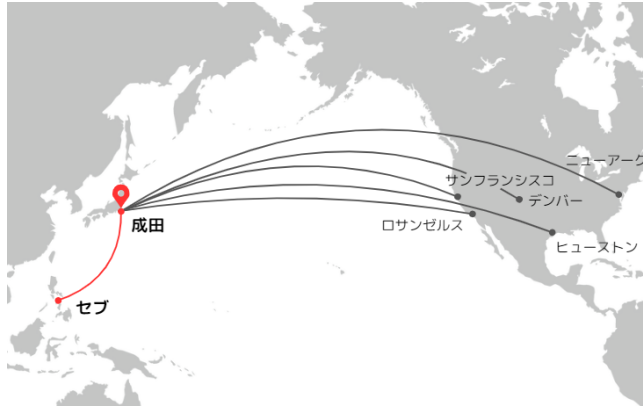 ニューアーク
サンフランシスコ
デンバー
成田
ロサンゼルス
ヒューストン
セブ